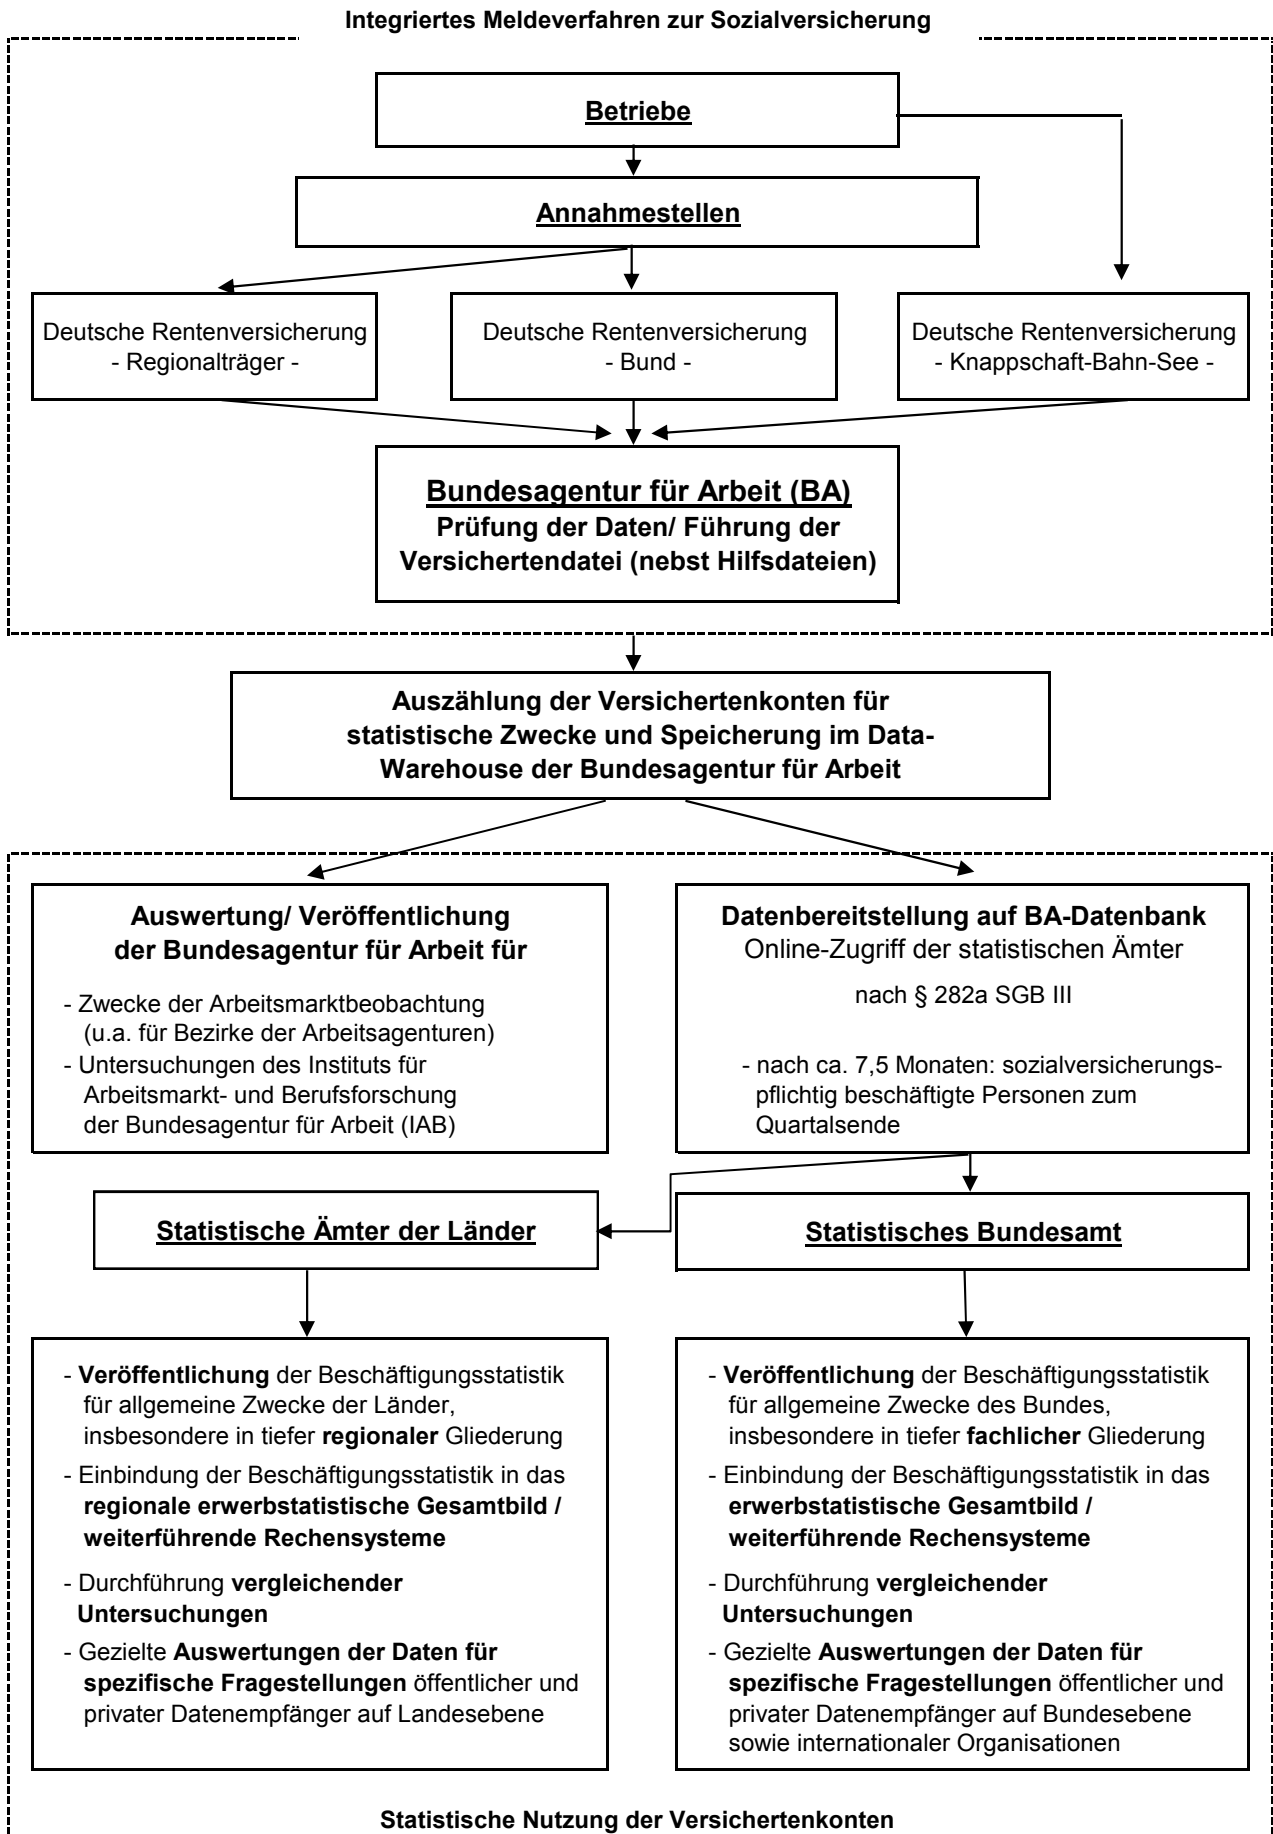 Integriertes Meldeverfahren zur Sozialversicherung
Betriebe
Annahmestellen
Deutsche Rentenversicherung
- Regionalträger -
Deutsche Rentenversicherung
- Bund -
Deutsche Rentenversicherung
- Knappschaft-Bahn-See -
Bundesagentur für Arbeit (BA)
Prüfung der Daten/ Führung der
Versichertendatei (nebst Hilfsdateien)
Auszählung der Versichertenkonten für
statistische Zwecke und Speicherung im Data-
Warehouse der Bundesagentur für Arbeit
Auswertung/ Veröffentlichung
der Bundesagentur für Arbeit für
- Zwecke der Arbeitsmarktbeobachtung
(u.a. für Bezirke der Arbeitsagenturen)
- Untersuchungen des Instituts für
Arbeitsmarkt- und Berufsforschung
der Bundesagentur für Arbeit (IAB)
Datenbereitstellung auf BA-Datenbank
Online-Zugriff der statistischen Ämter
nach § 282a SGB III
- nach ca. 7,5 Monaten: sozialversicherungs-
pflichtig beschäftigte Personen zum
Quartalsende
Statistische Ämter der Länder
Statistisches Bundesamt
- Veröffentlichung der Beschäftigungsstatistik
für allgemeine Zwecke der Länder,
insbesondere in tiefer regionaler Gliederung
- Einbindung der Beschäftigungsstatistik in das
regionale erwerbstatistische Gesamtbild /
weiterführende Rechensysteme
- Durchführung vergleichender
Untersuchungen
- Gezielte Auswertungen der Daten für
spezifische Fragestellungen öffentlicher und
privater Datenempfänger auf Landesebene
- Veröffentlichung der Beschäftigungsstatistik
für allgemeine Zwecke des Bundes,
insbesondere in tiefer fachlicher Gliederung
- Einbindung der Beschäftigungsstatistik in das
erwerbstatistische Gesamtbild /
weiterführende Rechensysteme
- Durchführung vergleichender
Untersuchungen
- Gezielte Auswertungen der Daten für
spezifische Fragestellungen öffentlicher und
privater Datenempfänger auf Bundesebene
sowie internationaler Organisationen
Statistische Nutzung der Versichertenkonten